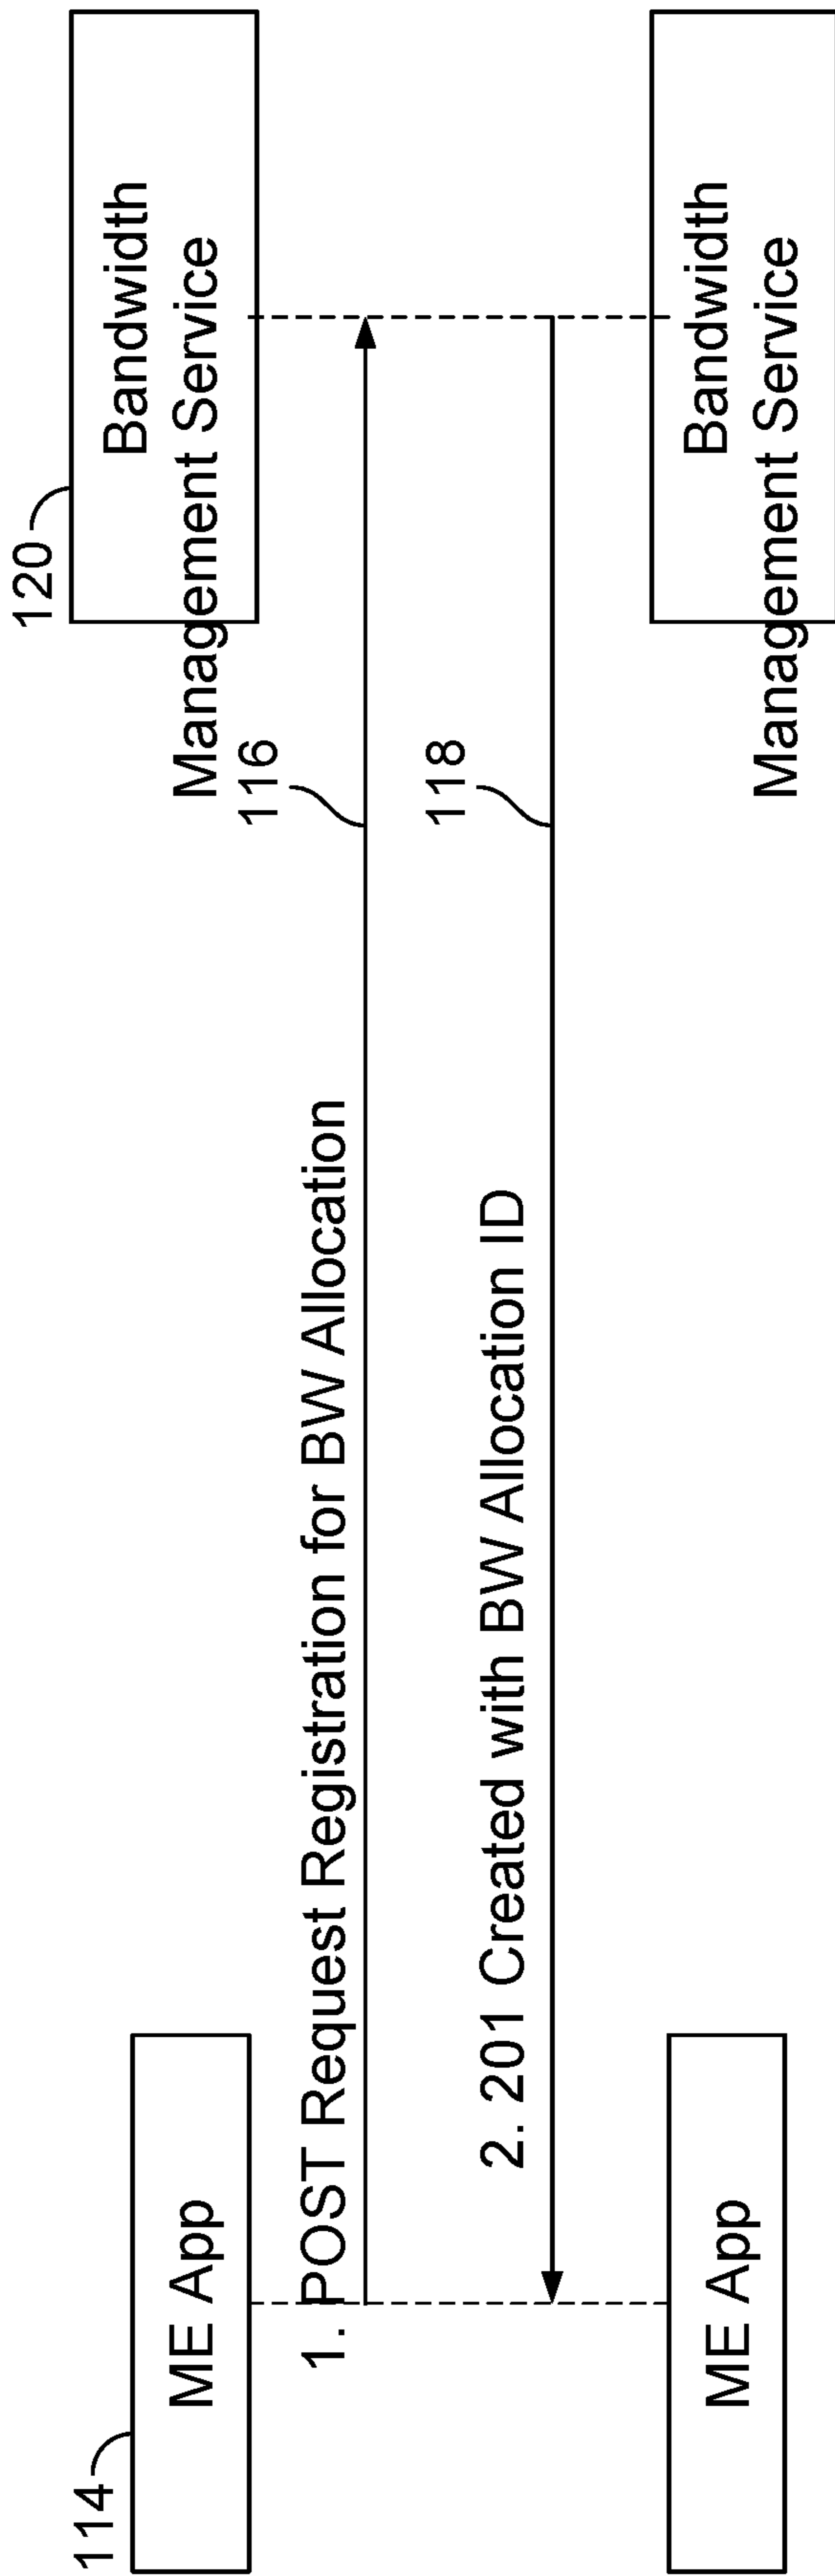 114
ME App
120
Bandwidth
Management Service
1. POST Request Registration for BW Allocation
116
2. 201 Created with BW Allocation ID
118
ME App
Bandwidth
Management Service